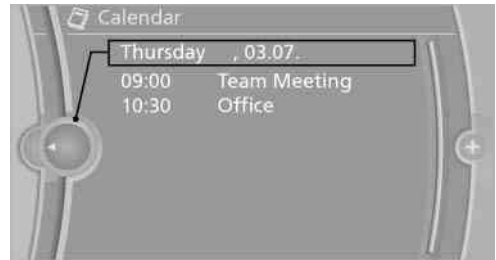 Calendar
Thursday , 03.07.
09:00 Team Meeting
10:30 Office
+